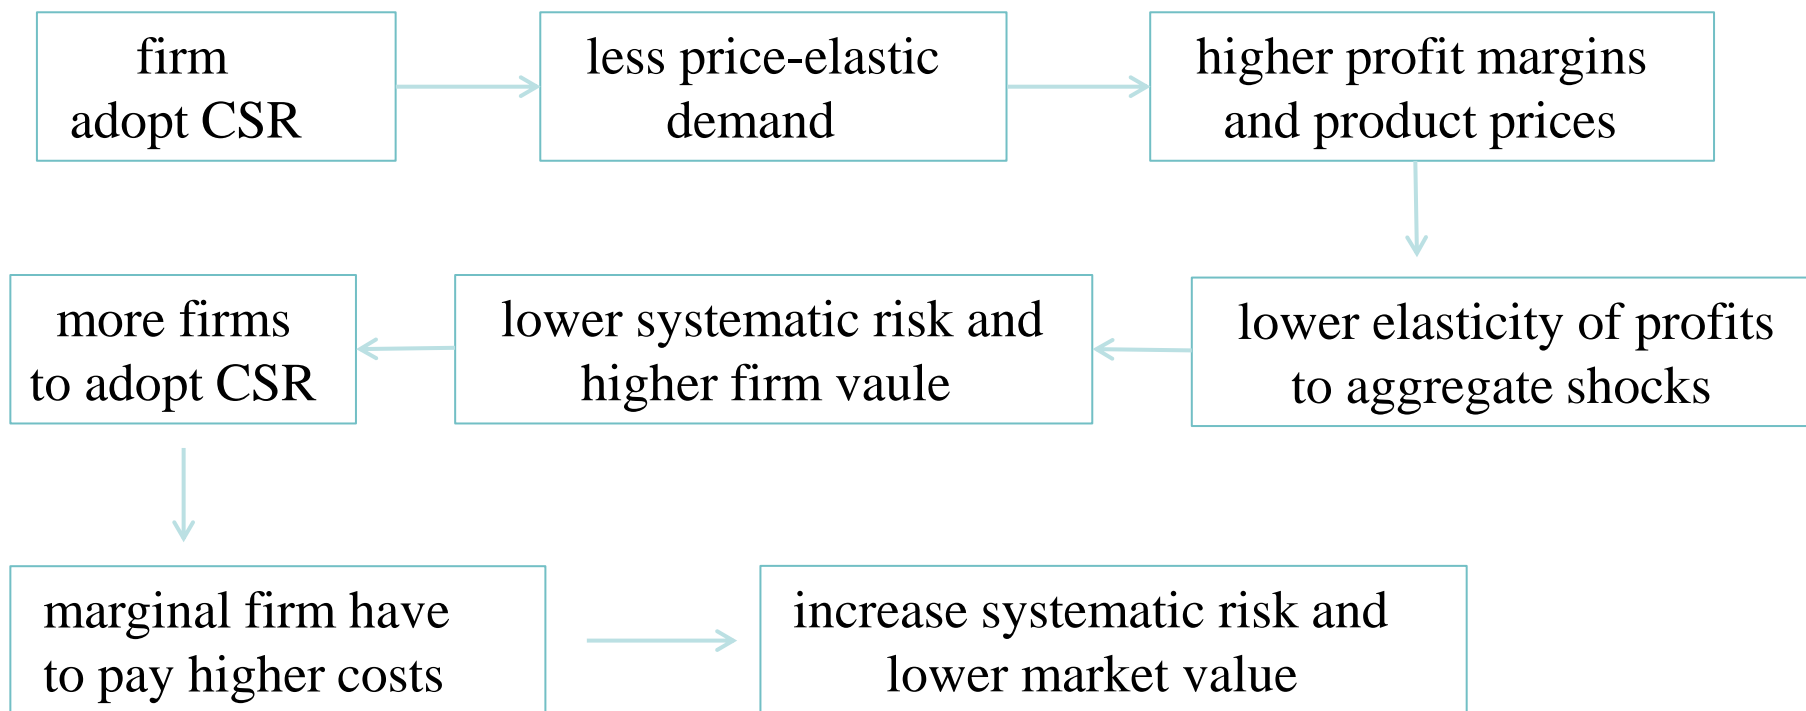 firm
adopt CSR
less price-elastic
demand
higher profit margins
and product prices
lower elasticity of profits
to aggregate shocks
lower systematic risk and
higher firm vaule
more firms
to adopt CSR
marginal firm have
to pay higher costs
increase systematic risk and
lower market value